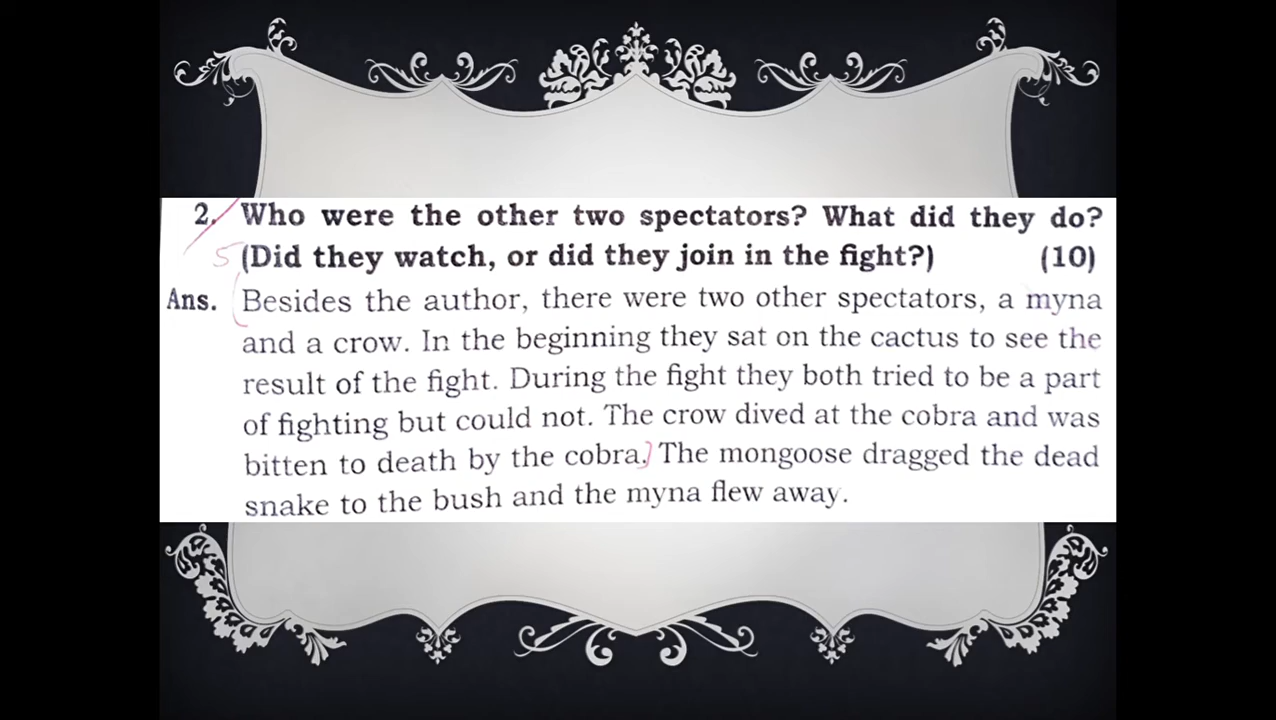 2. Who were the other two spectators? What did they do?
5 (Did they watch, or did they join in the fight?) (10)
Ans. Besides the author, there were two other spectators, a myna
and a crow. In the beginning they sat on the cactus to see the
result of the fight. During the fight they both tried to be a part
of fighting but could not. The crow dived at the cobra and was
bitten to death by the cobra. The mongoose dragged the dead
snake to the bush and the myna flew away.